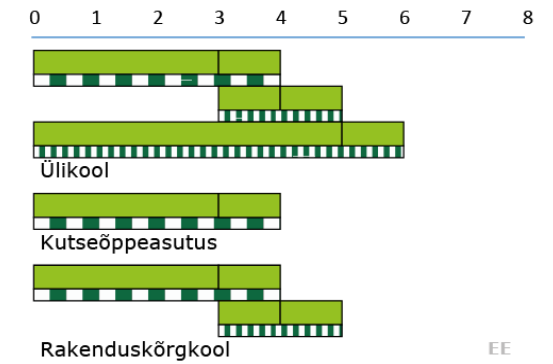 0 1 2 3 4 5 6 7 8
Ülikool
Kutseõppeasutus
Rakenduskõrgkool
EE